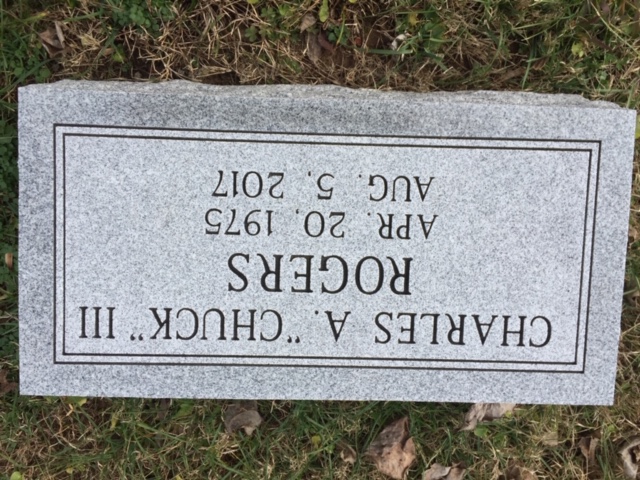 CHARLES A. "CHUCK" III
ROGERS
APR. 20, 1975
AUG. 5, 2017